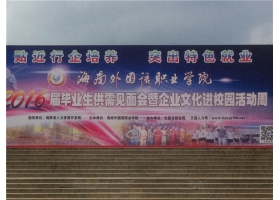 贴近行企培养 突出特色就业
海南外国语职业学院
2016届毕业生供需见面会暨企业文化进校园活动周